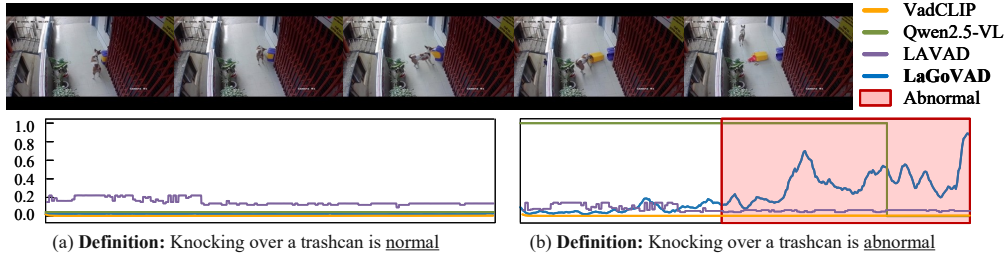 VadCLIP
Qwen2.5-VL
LAVAD
LaGoVAD
Abnormal
1.0
0.8
0.6
0.4
0.2
0.0
(a) Definition: Knocking over a trashcan is normal
(b) Definition: Knocking over a trashcan is abnormal